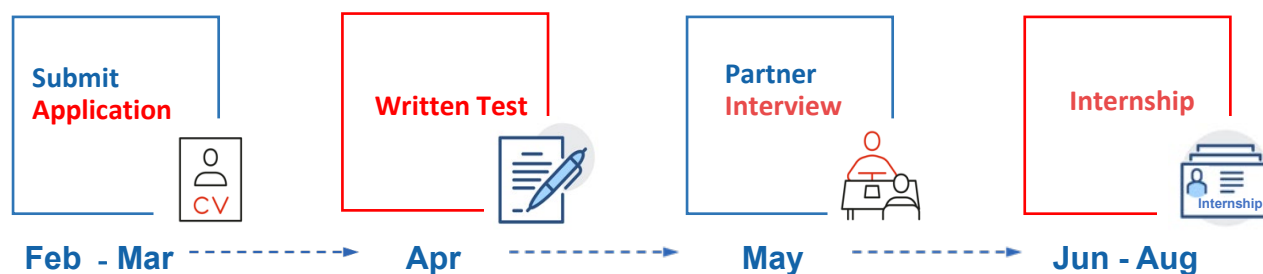 Submit
Application
CV
Written Test
Partner
Interview
Internship
Internship
Feb - Mar
Apr
May
Jun - Aug